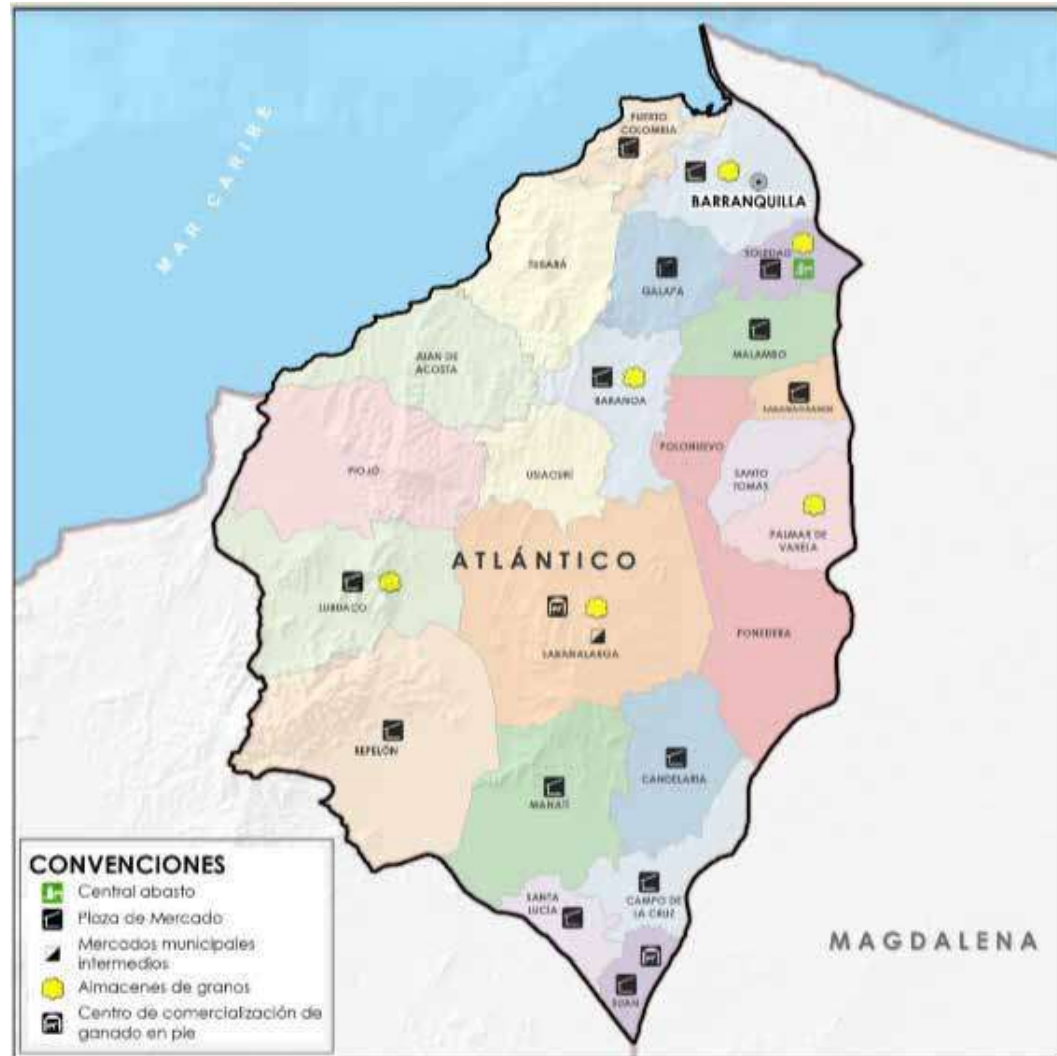 MAR CARIBE
PUERTO
COLOMBIA
BARRANQUILLA
SOLEDAD
TUBARÁ
GALAPA
MALAMBO
JUAN DE
ACOSTA
BARANOA
SABANAGRANDE
POLONUEVO
PIOJÓ
USIACURÍ
SANTO
TOMÁS
PALMAR DE
VARELA
ATLÁNTICO
LURUACO
SABANALARGA
PONEDERA
REPELÓN
CANDELARIA
MANATÍ
SANTA
LUCÍA
CAMPO DE
LA CRUZ
SUAN
MAGDALENA
CONVENCIONES
Central abasto
Plaza de Mercado
Mercados municipales
intermedios
Almacenes de granos
Centro de comercialización de
ganado en pie